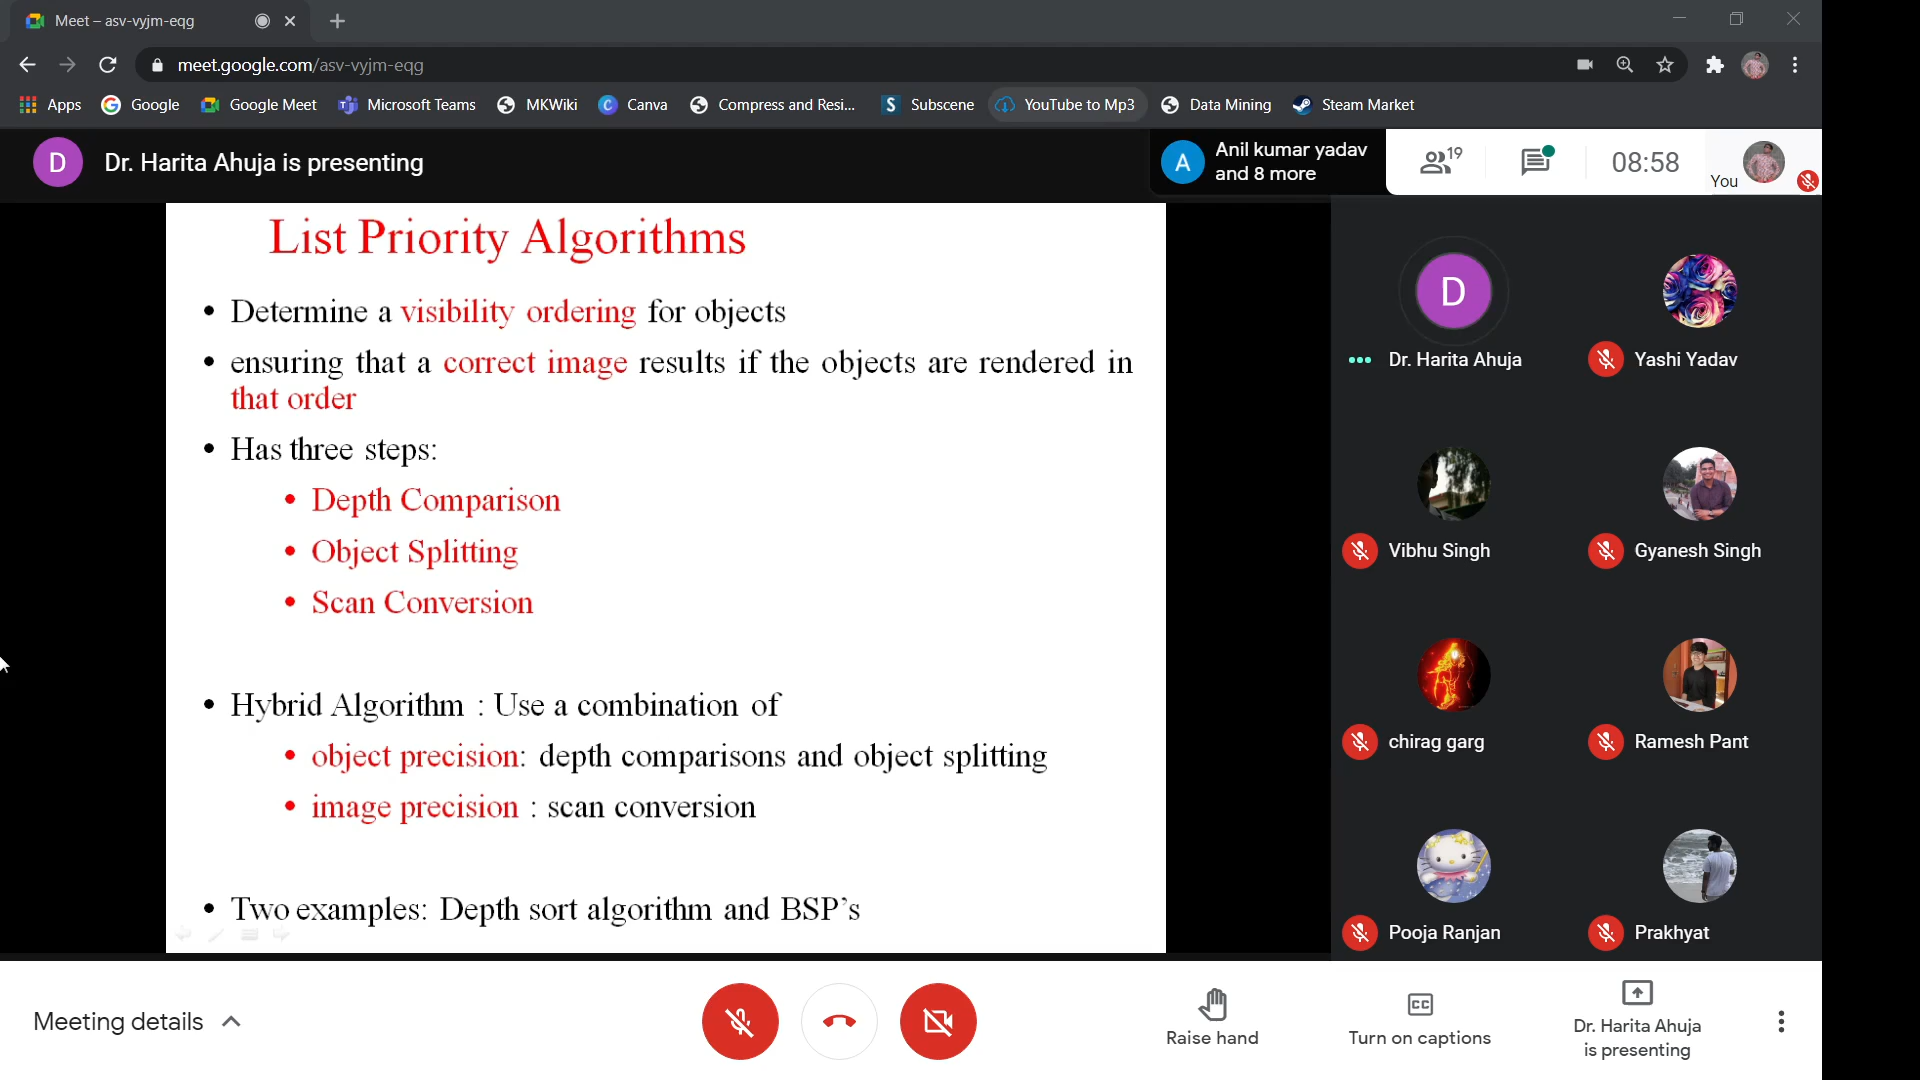 Meet – asv-vyjm-eqg
meet.google.com/asv-vyjm-eqg
Apps Google Google Meet Microsoft Teams MKWiki Canva Compress and Resi... Subscene YouTube to Mp3 Data Mining Steam Market
D Dr. Harita Ahuja is presenting
A Anil kumar yadav
and 8 more
19
08:58
You
List Priority Algorithms
• Determine a visibility ordering for objects
• ensuring that a correct image results if the objects are rendered in
that order
• Has three steps:
• Depth Comparison
• Object Splitting
• Scan Conversion
• Hybrid Algorithm : Use a combination of
• object precision: depth comparisons and object splitting
• image precision : scan conversion
• Two examples: Depth sort algorithm and BSP’s
D
Dr. Harita Ahuja
Yashi Yadav
Vibhu Singh
Gyanesh Singh
chirag garg
Ramesh Pant
Pooja Ranjan
Prakhyat
Meeting details
Raise hand
CC
Turn on captions
Dr. Harita Ahuja
is presenting